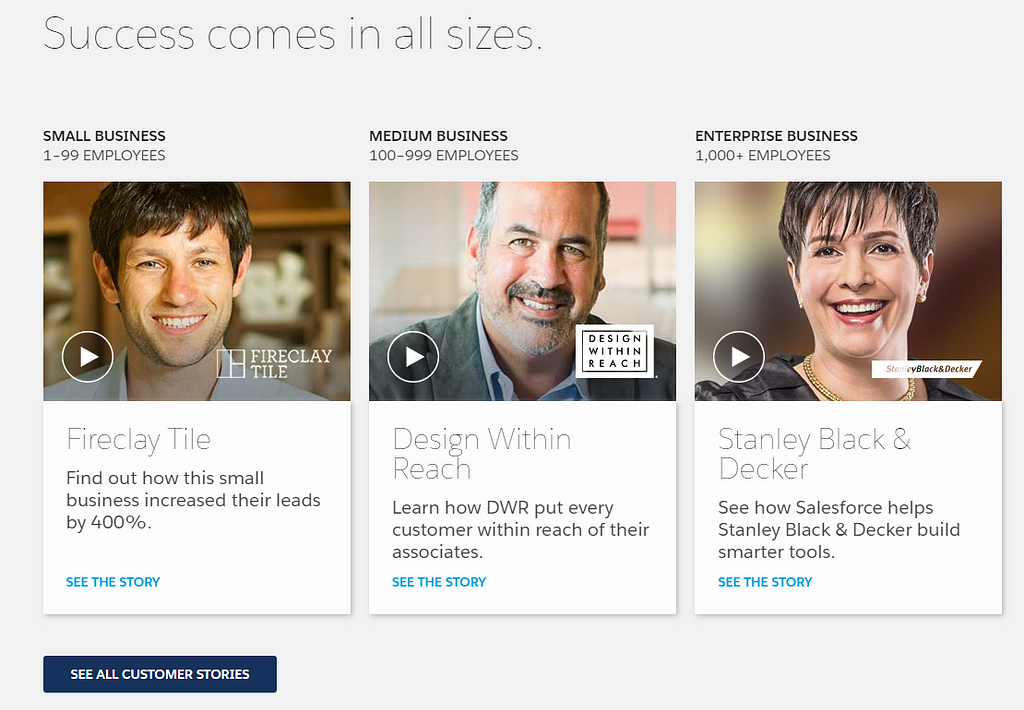 Success comes in all sizes.
SMALL BUSINESS
1–99 EMPLOYEES
FIRECLAY
TILE
Fireclay Tile
Find out how this small
business increased their leads
by 400%.
SEE THE STORY
MEDIUM BUSINESS
100–999 EMPLOYEES
DESIGN
WITHIN
REACH
Design Within
Reach
Learn how DWR put every
customer within reach of their
associates.
SEE THE STORY
ENTERPRISE BUSINESS
1,000+ EMPLOYEES
StanleyBlack&Decker
Stanley Black &
Decker
See how Salesforce helps
Stanley Black & Decker build
smarter tools.
SEE THE STORY
SEE ALL CUSTOMER STORIES